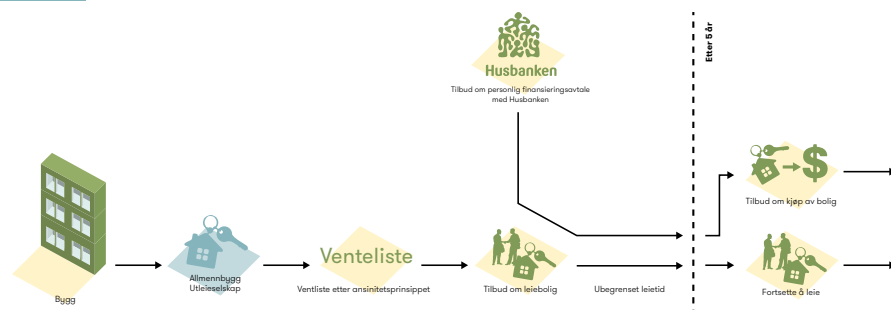 Husbanken
Tilbud om personlig finansieringsavtale
med Husbanken
Etter 5 år
$
Tilbud om kjøp av bolig
Bygg
Allmennbygg
Utleieselskap
Venteliste
Ventliste etter ansinitetsprinsippet
Tilbud om leiebolig
Ubegrenset leietid
Fortsette å leie